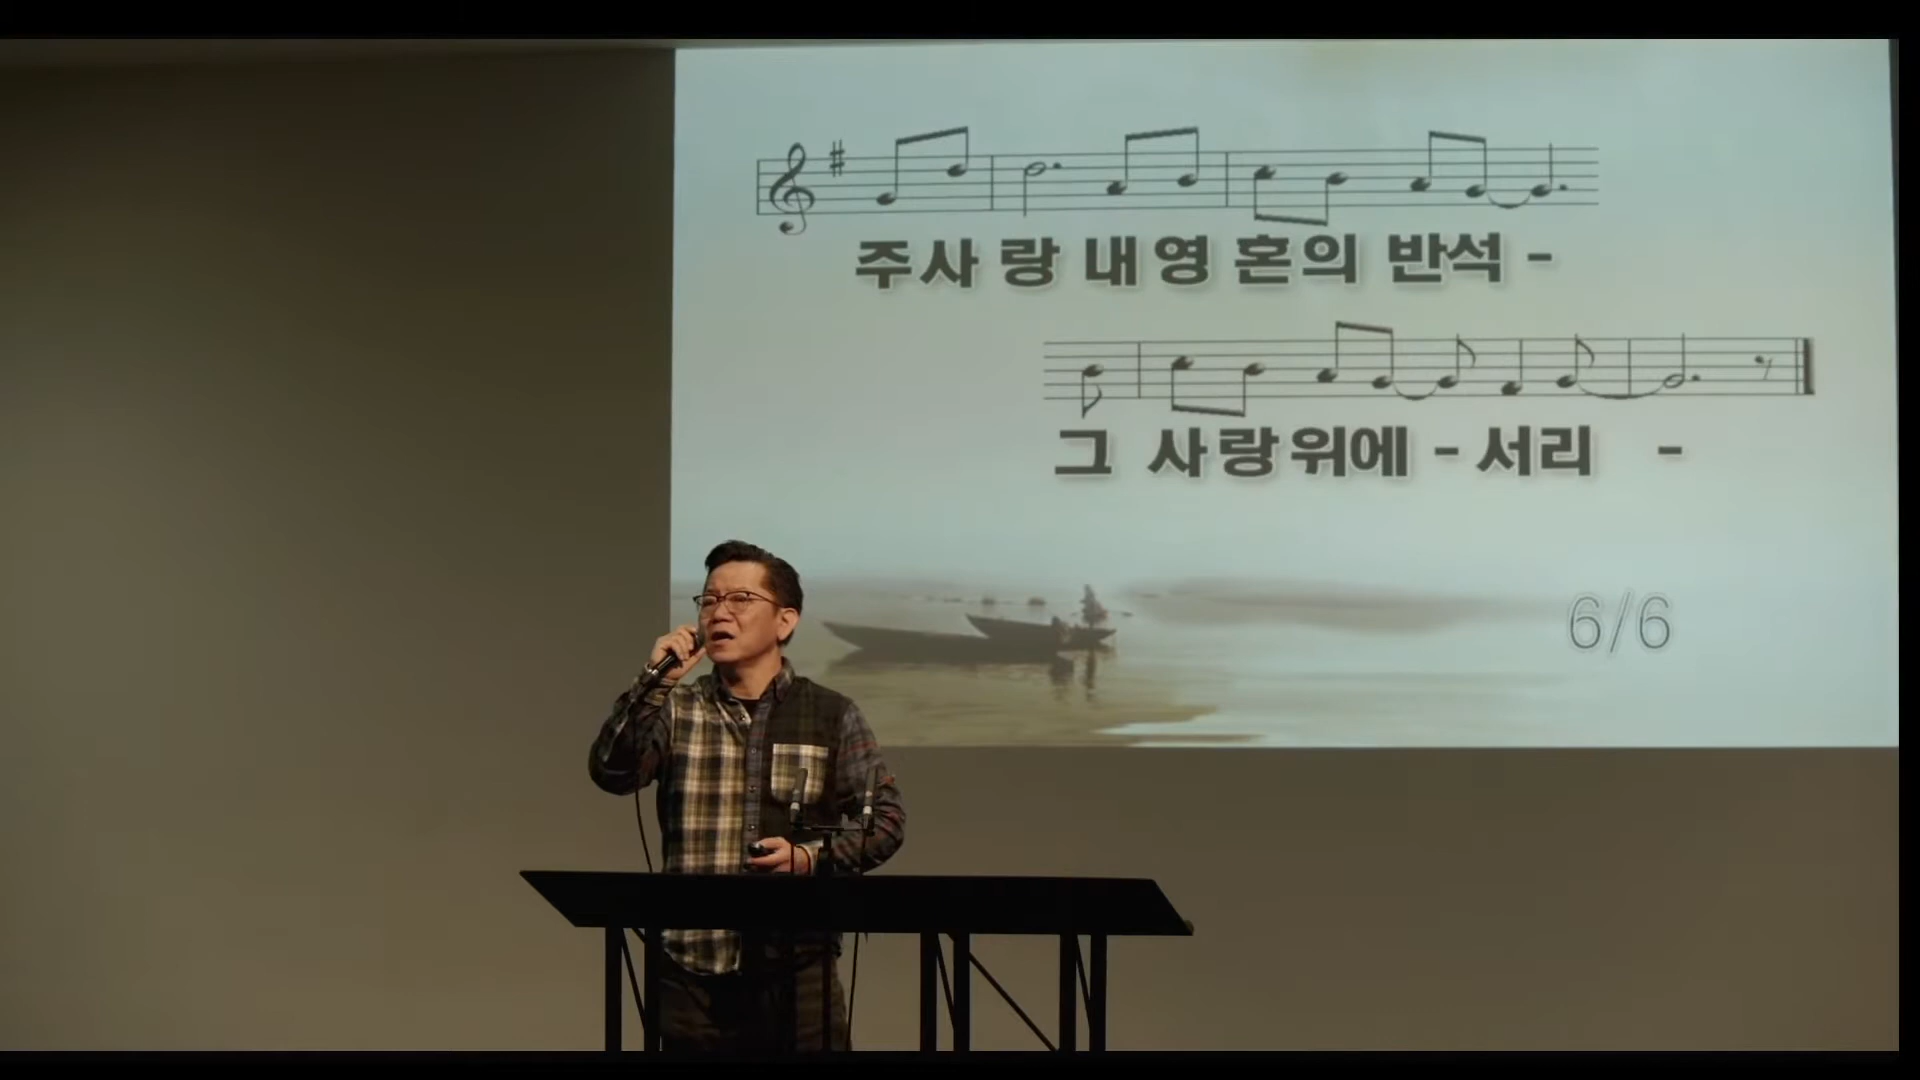 주사 랑 내영 혼의 반석 -
그 사랑위에 - 서리 -
6/6